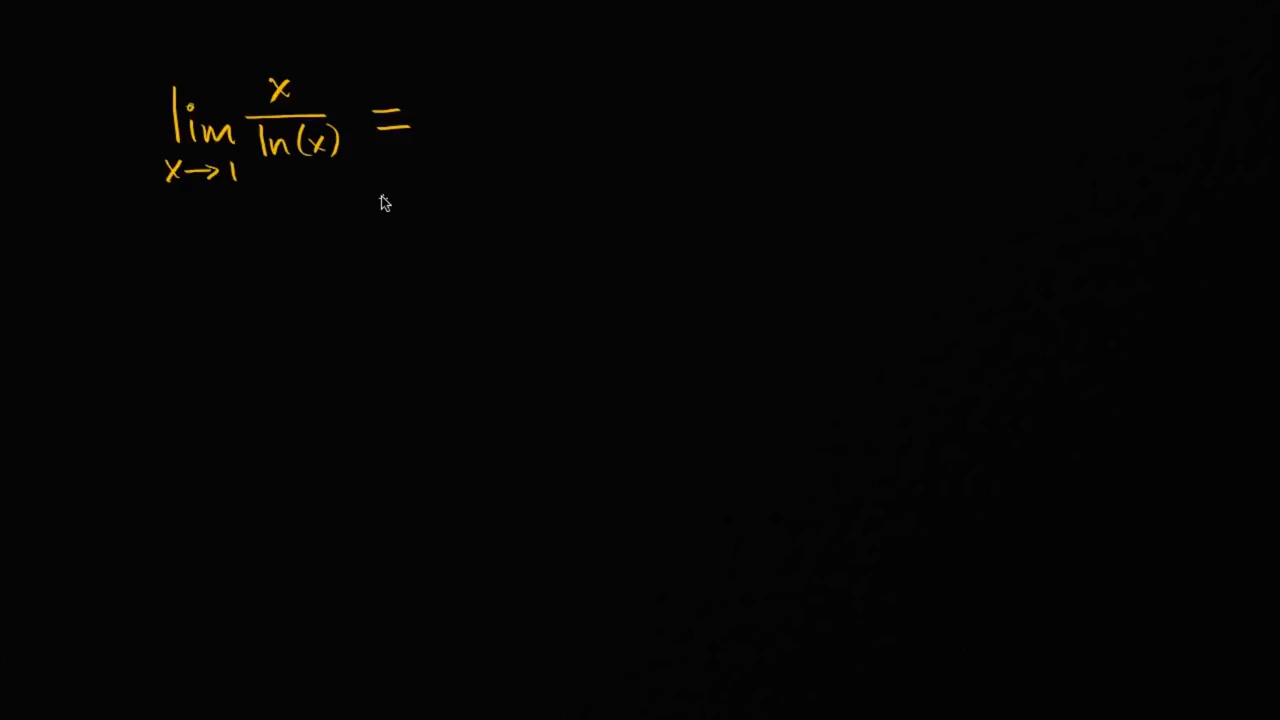 lim x/ln(x) =
x→1